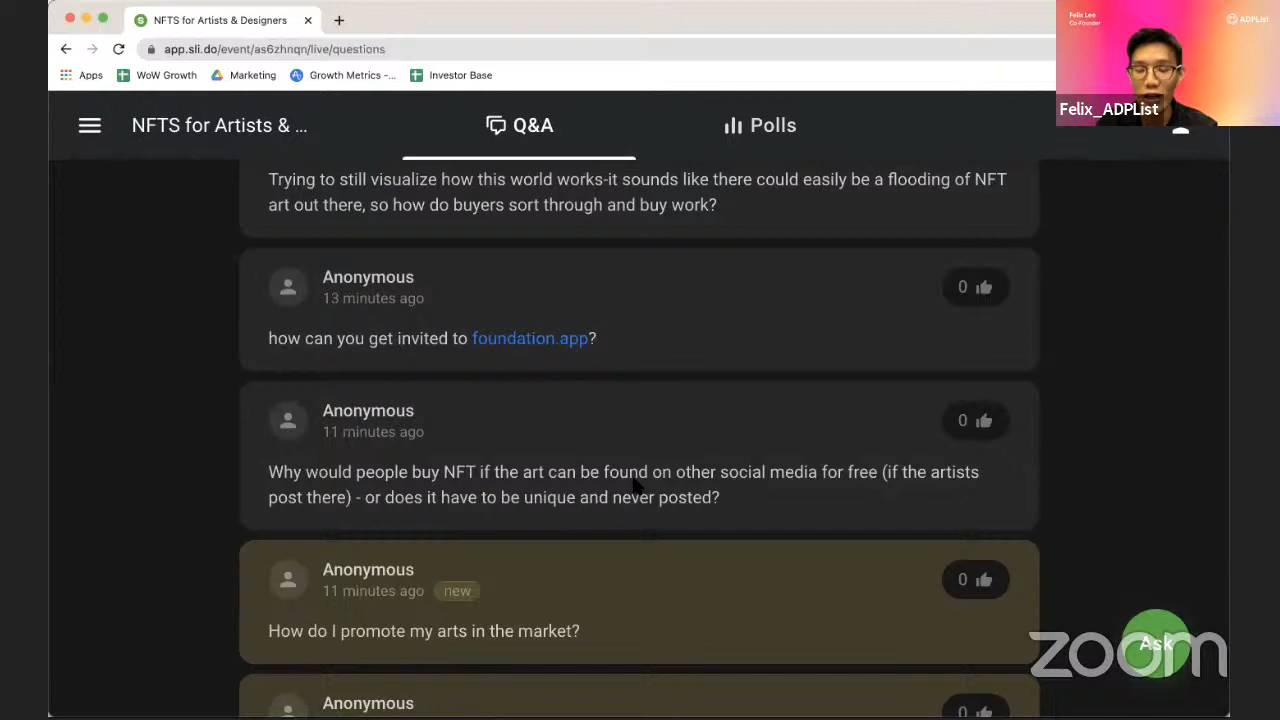 NFTS for Artists & Designers
Felix Lee
Co-Founder
ADPList
app.sli.do/event/as6zhnqn/live/questions
Apps
WoW Growth
Marketing
Growth Metrics -...
Investor Base
Felix_ADPList
NFTS for Artists & ...
Q&A
Polls
Trying to still visualize how this world works-it sounds like there could easily be a flooding of NFT
art out there, so how do buyers sort through and buy work?
Anonymous
0
13 minutes ago
how can you get invited to foundation.app?
Anonymous
0
11 minutes ago
Why would people buy NFT if the art can be found on other social media for free (if the artists
post there) - or does it have to be unique and never posted?
Anonymous
0
11 minutes ago new
How do I promote my arts in the market?
Ask
zoom
Anonymous
0